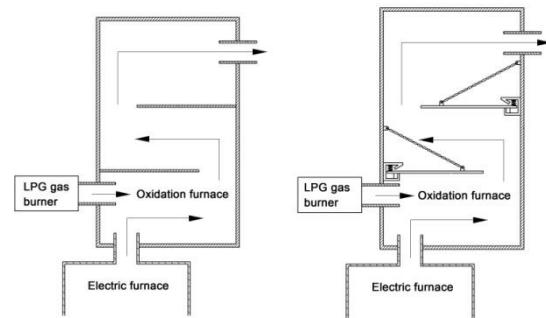 LPG gas
burner
Oxidation furnace
Electric furnace
LPG gas
burner
Oxidation furnace
Electric furnace